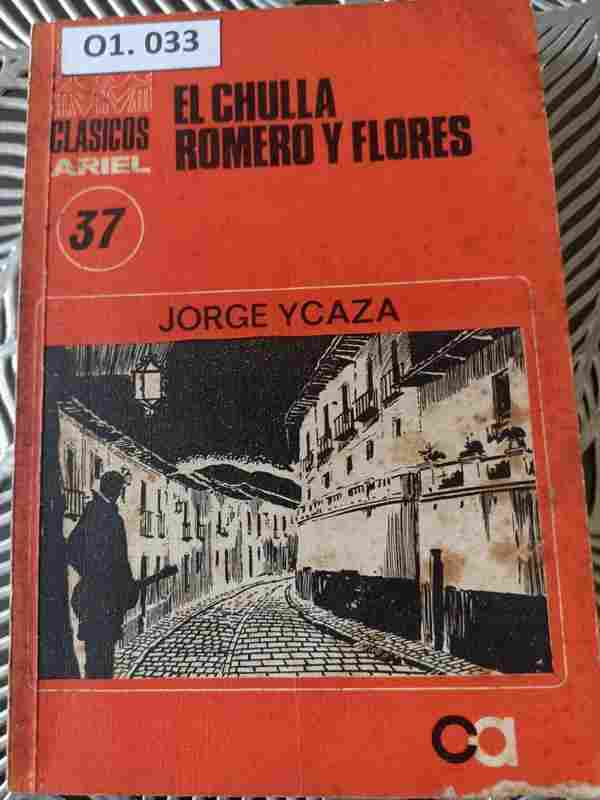 O1. 033
CLASICOS
ARIEL
EL CHULLA
ROMERO Y FLORES
37
JORGE YCAZA
ca